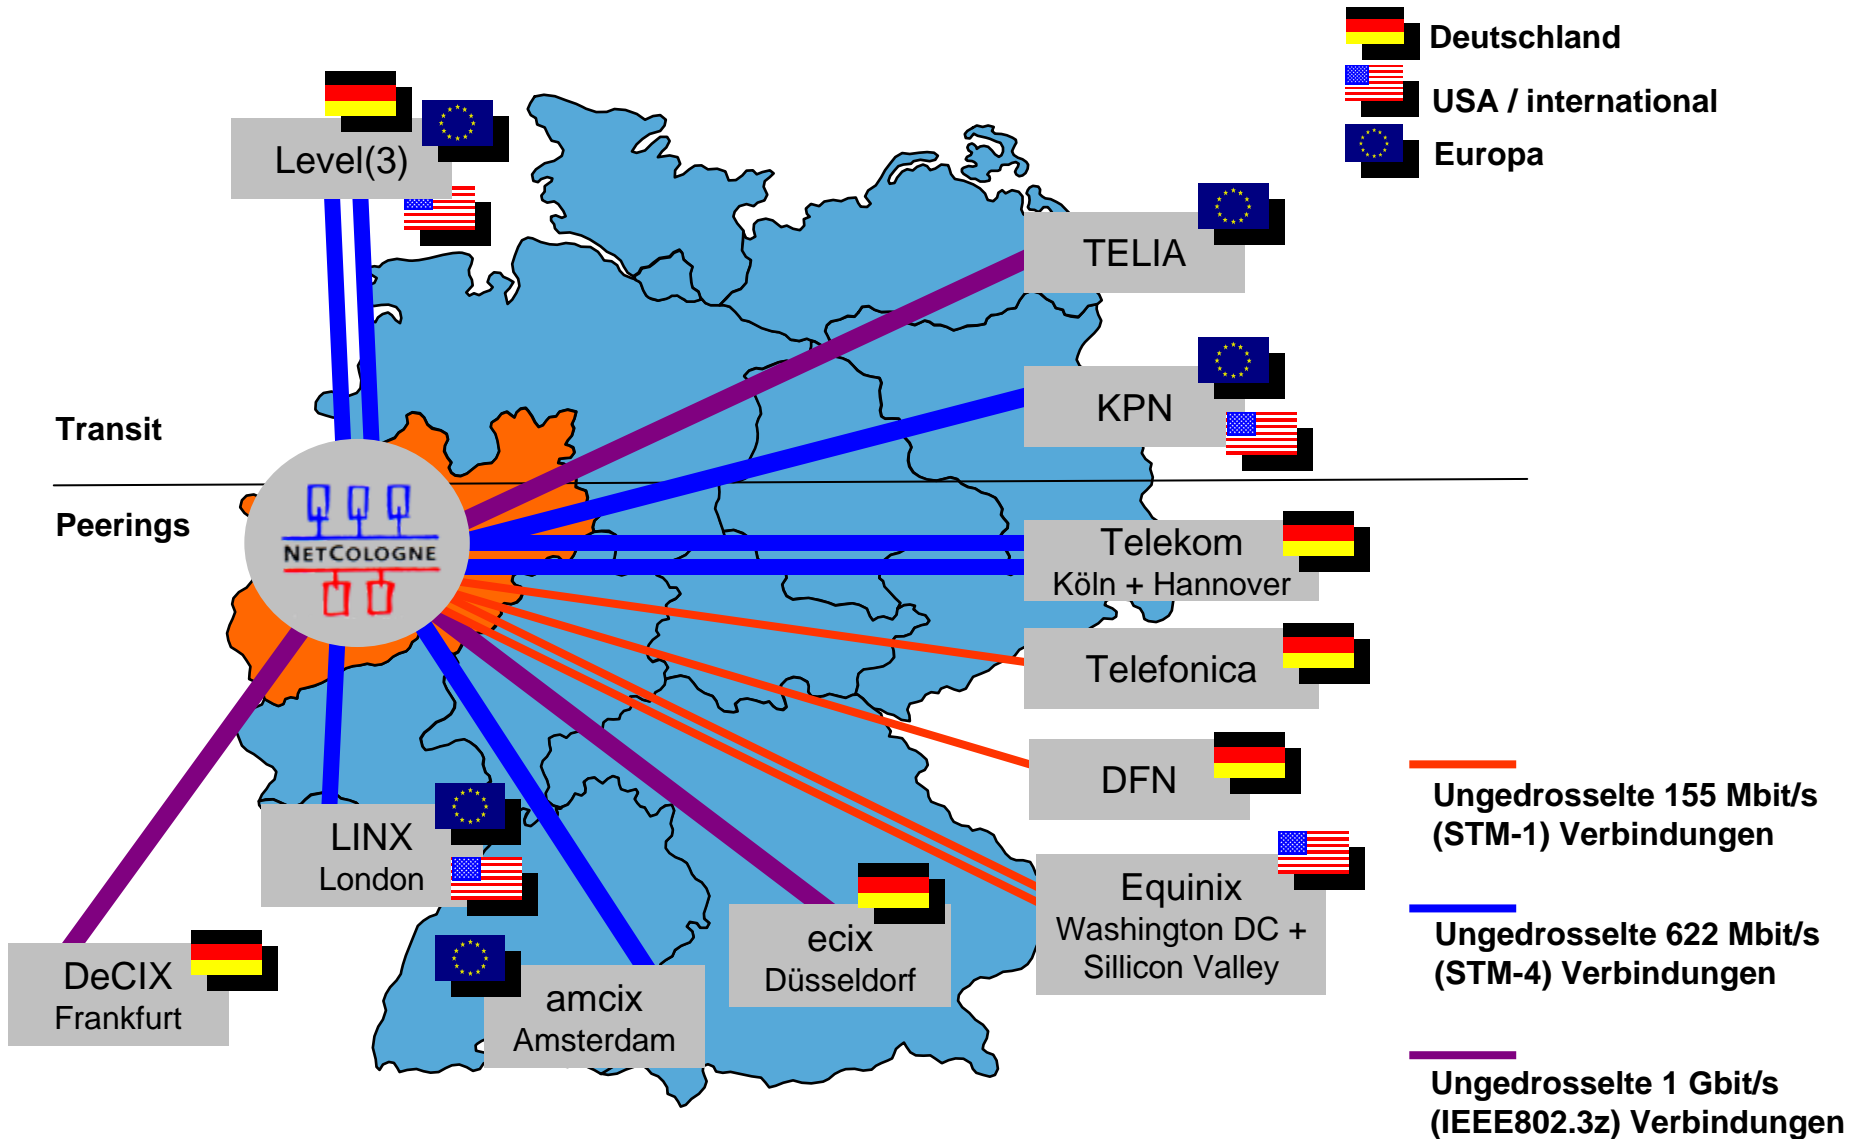 Deutschland
USA / international
Europa
Level(3)
TELIA
KPN
Transit
Peerings
NETCOLOGNE
Telekom
Köln + Hannover
Telefonica
DFN
Equinix
Washington DC +
Sillicon Valley
LINX
London
ecix
Düsseldorf
DeCIX
Frankfurt
amcix
Amsterdam
Ungedrosselte 155 Mbit/s
(STM-1) Verbindungen
Ungedrosselte 622 Mbit/s
(STM-4) Verbindungen
Ungedrosselte 1 Gbit/s
(IEEE802.3z) Verbindungen